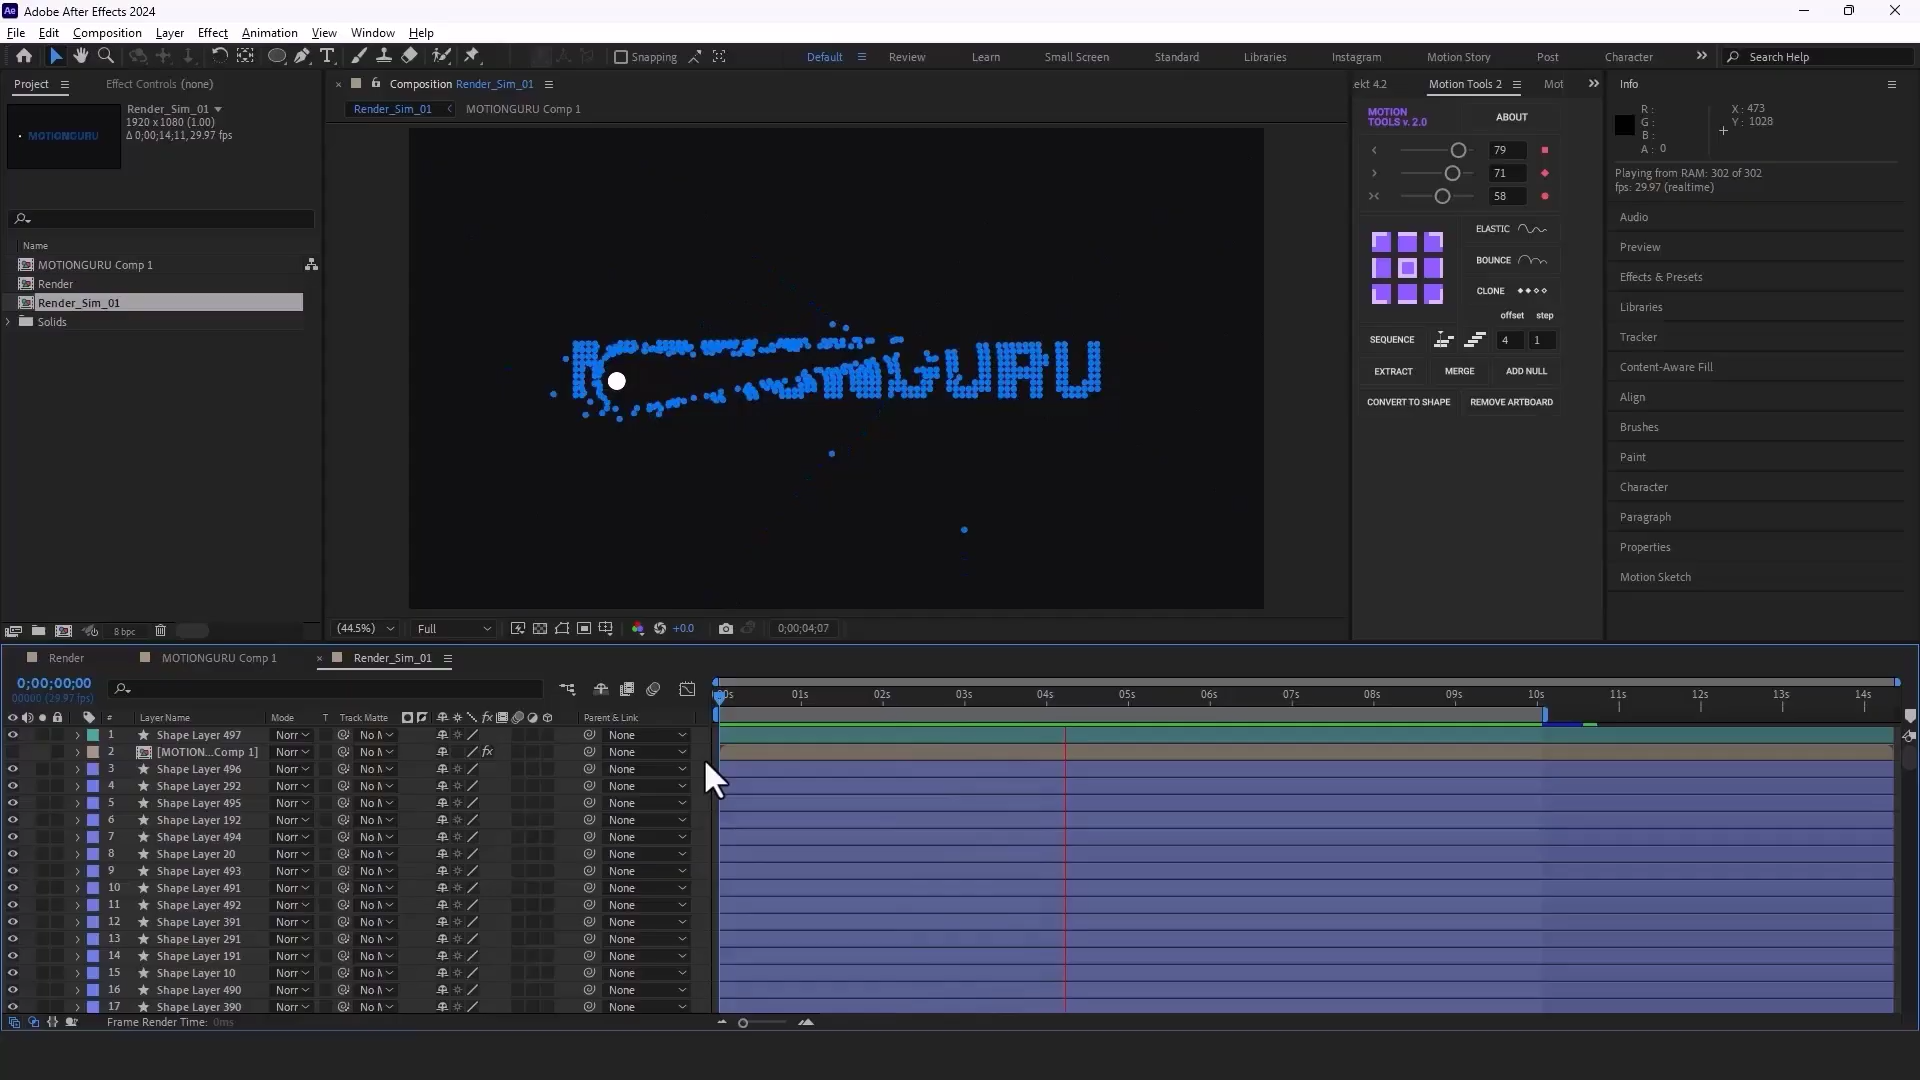 Ae Adobe After Effects 2024
File Edit Composition Layer Effect Animation View Window Help
Snapping Default Review Learn Small Screen Standard Libraries Instagram Motion Story Post Character Search Help
Project Effect Controls (none)
Render_Sim_01
1920 x 1080 (1.00)
Δ 0;00;14;11, 29.97 fps
MOTIONGURU
Name
MOTIONGURU Comp 1
Render
Render_Sim_01
Solids
8 bpc
Composition Render_Sim_01
Render_Sim_01 MOTIONGURU Comp 1
GURU
(44.5%) Full +0.0 0;00;04;07
.ekt 4.2 Motion Tools 2 Mot
MOTION
TOOLS v. 2.0
ABOUT
79
71
58
ELASTIC
BOUNCE
CLONE
offset step
SEQUENCE 4 1
EXTRACT MERGE ADD NULL
CONVERT TO SHAPE REMOVE ARTBOARD
Info
R :
G :
B :
A : 0
X : 473
Y : 1028
Playing from RAM: 302 of 302
fps: 29.97 (realtime)
Audio
Preview
Effects & Presets
Libraries
Tracker
Content-Aware Fill
Align
Brushes
Paint
Character
Paragraph
Properties
Motion Sketch
Render MOTIONGURU Comp 1 Render_Sim_01
0;00;00;00
00000 (29.97 fps)
00s 01s 02s 03s 04s 05s 06s 07s 08s 09s 10s 11s 12s 13s 14s
# Layer Name Mode T Track Matte fx Parent & Link
1 Shape Layer 497 Norr No M None
2 [MOTION...Comp 1] Norr No M fx None
3 Shape Layer 496 Norr No M None
4 Shape Layer 292 Norr No M None
5 Shape Layer 495 Norr No M None
6 Shape Layer 192 Norr No M None
7 Shape Layer 494 Norr No M None
8 Shape Layer 20 Norr No M None
9 Shape Layer 493 Norr No M None
10 Shape Layer 491 Norr No M None
11 Shape Layer 492 Norr No M None
12 Shape Layer 391 Norr No M None
13 Shape Layer 291 Norr No M None
14 Shape Layer 191 Norr No M None
15 Shape Layer 10 Norr No M None
16 Shape Layer 490 Norr No M None
17 Shape Layer 390 Norr No M None
Frame Render Time: 0ms